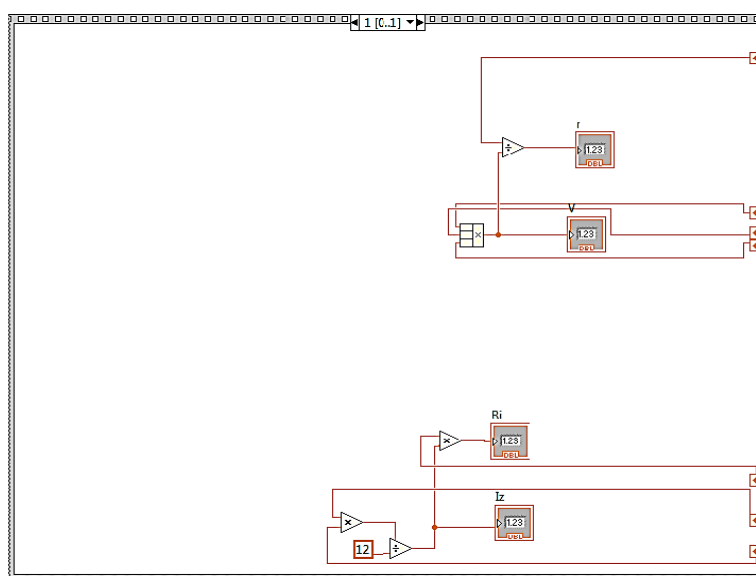 1 [0..1]
r
÷
1.23
DBL
V
×
1.23
DBL
Ri
×
1.23
DBL
Iz
×
1.23
12
÷
DBL